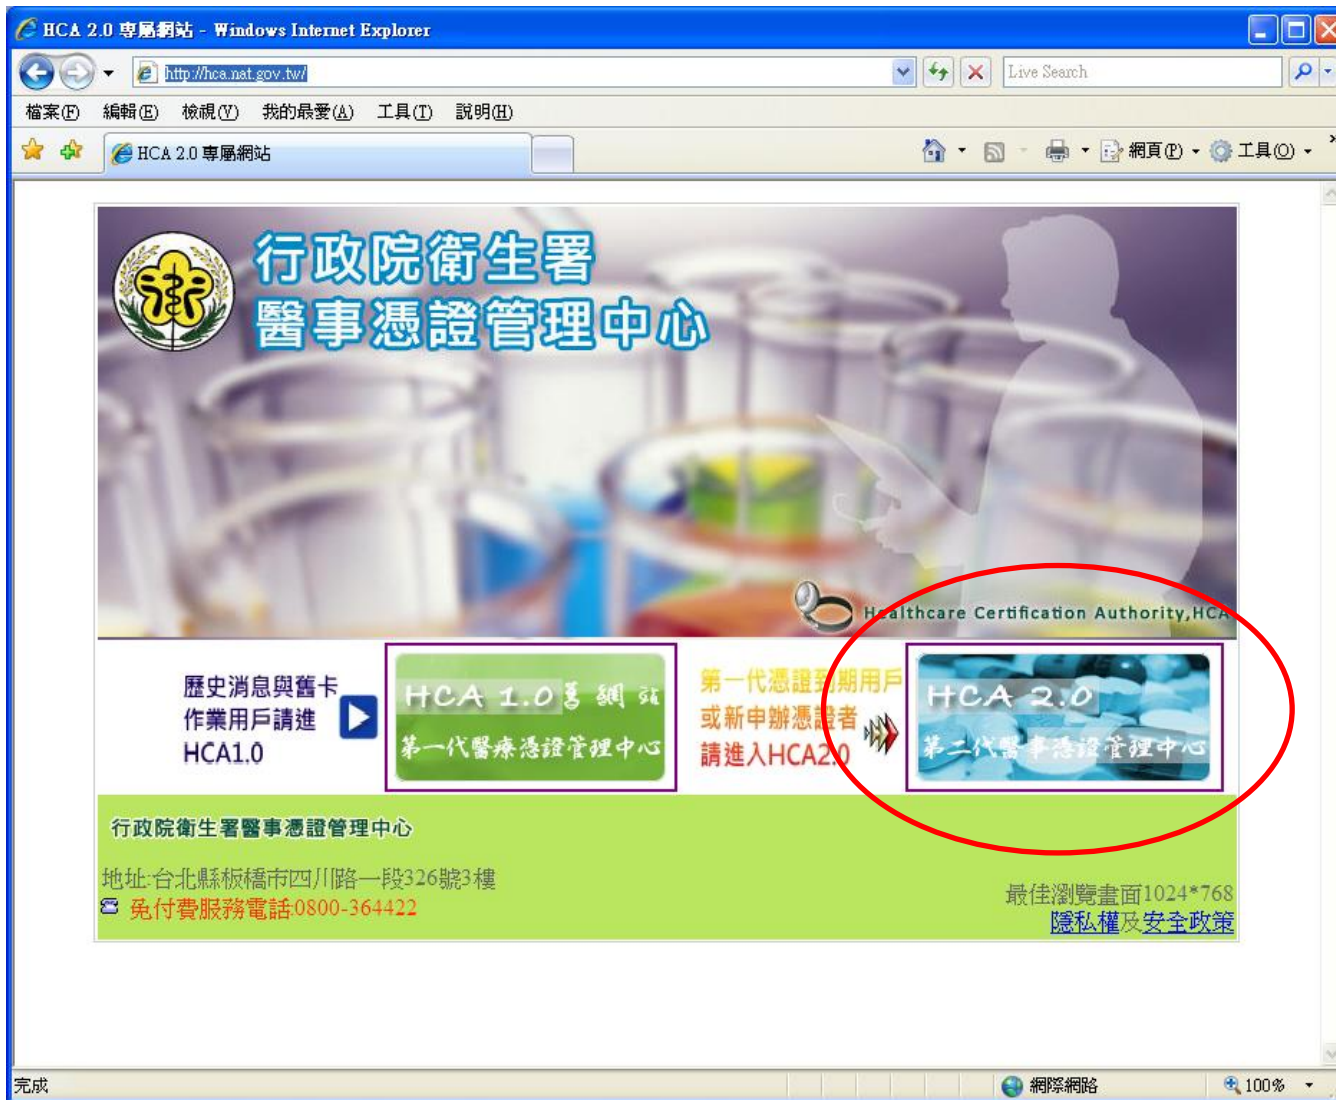 HCA 2.0 專屬網站 - Windows Internet Explorer
http://hca.nat.gov.tw/
Live Search
檔案(F) 編輯(E) 檢視(V) 我的最愛(A) 工具(T) 說明(H)
HCA 2.0 專屬網站
網頁(P) 工具(O)
行政院衛生署
醫事憑證管理中心
Healthcare Certification Authority,HCA
歷史消息與舊卡
作業用戶請進
HCA1.0
HCA 1.0舊網站
第一代醫療憑證管理中心
第一代憑證到期用戶
或新申辦憑證者
請進入HCA2.0
HCA 2.0
第二代醫事憑證管理中心
行政院衛生署醫事憑證管理中心
地址:台北縣板橋市四川路一段326號3樓
免付費服務電話:0800-364422
最佳瀏覽畫面1024*768
隱私權及安全政策
完成
網際網路
100%